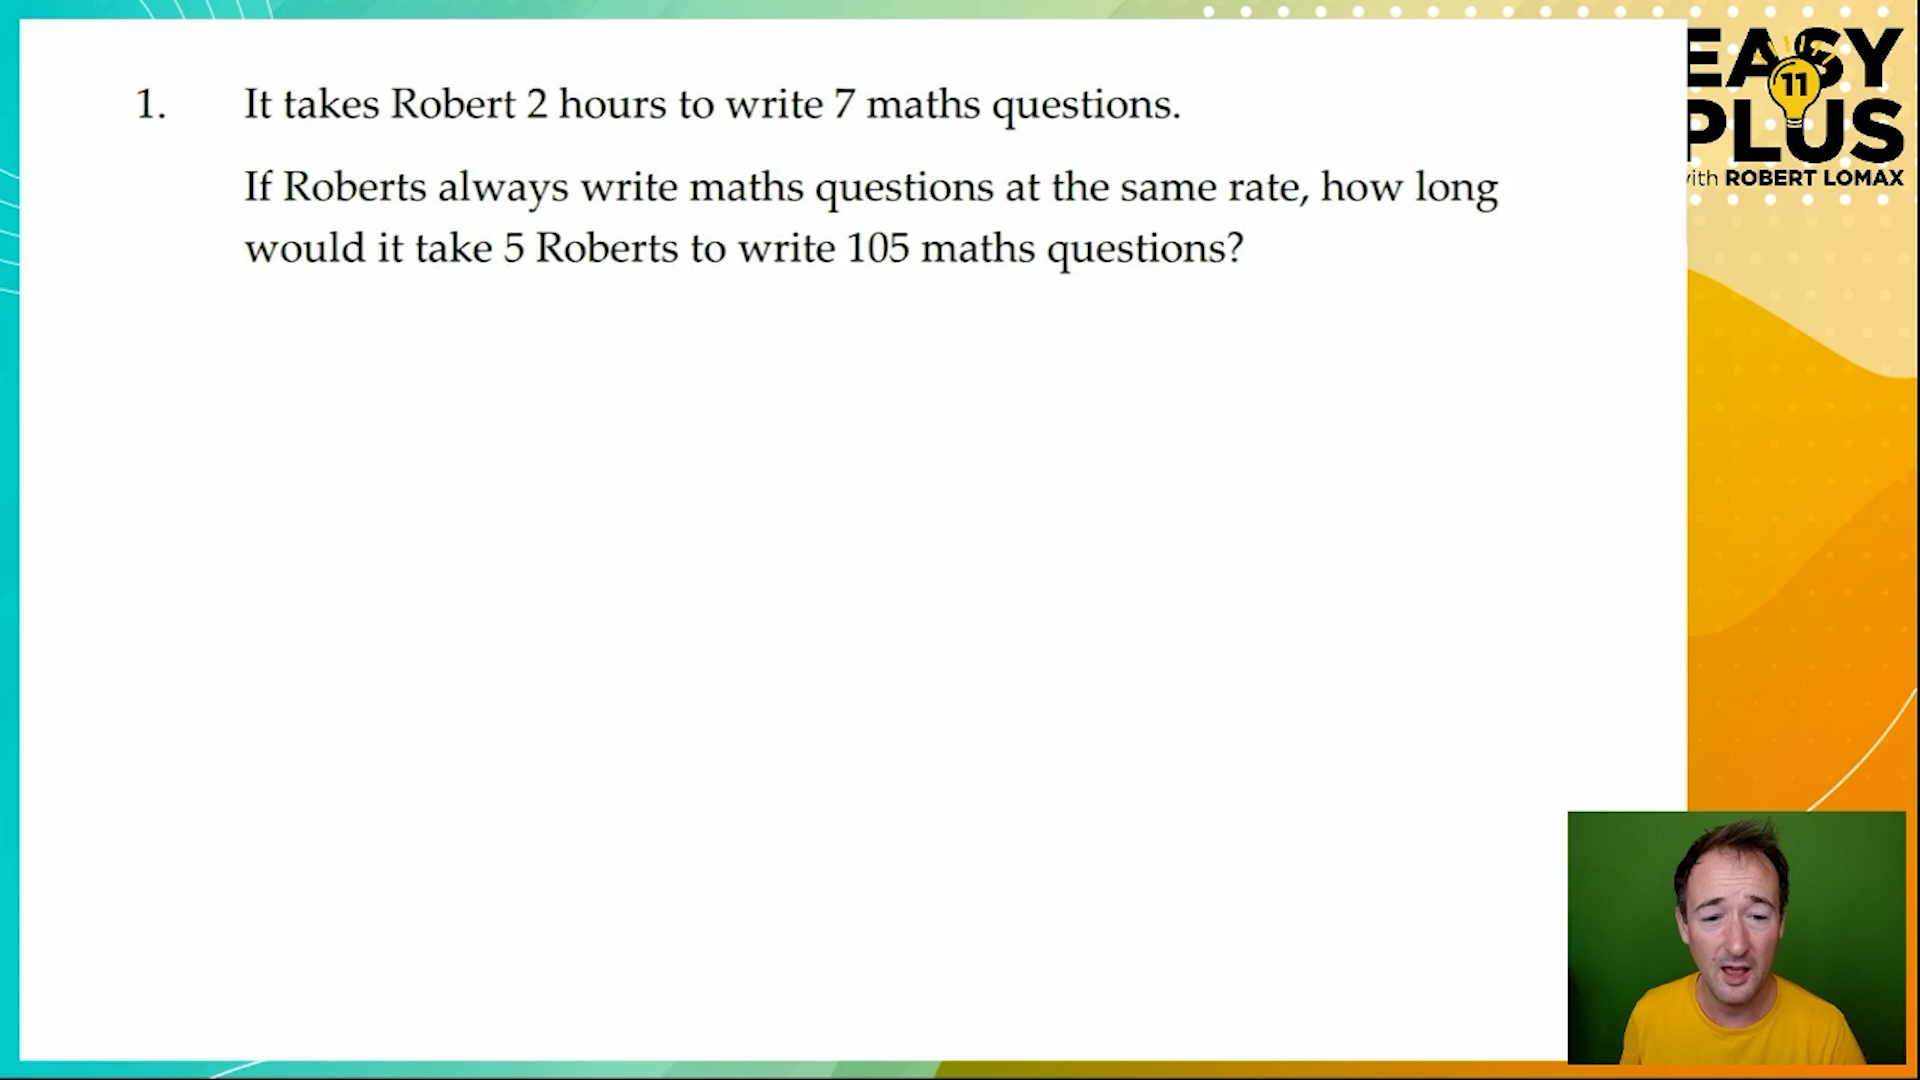 1. It takes Robert 2 hours to write 7 maths questions.
If Roberts always write maths questions at the same rate, how long
would it take 5 Roberts to write 105 maths questions?
EASY
11
PLUS
with ROBERT LOMAX